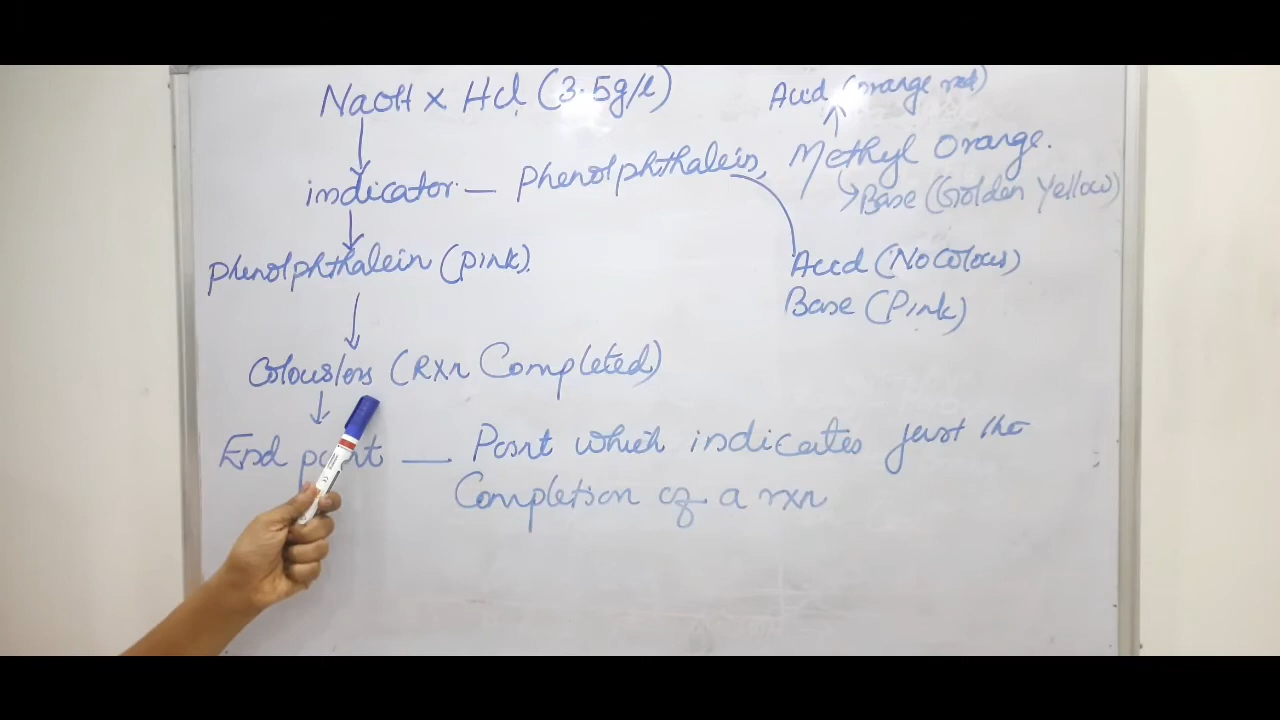 NaOH x HCl (3.5g/l)
Acid (orange red)
indicator — Phenolphthalein, Methyl Orange.
Base (Golden Yellow)
Phenolphthalein (pink).
Acid (No Colour)
Base (Pink)
Colourless (Rxn Completed)
End point — Point which indicates just the
Completion of a rxn